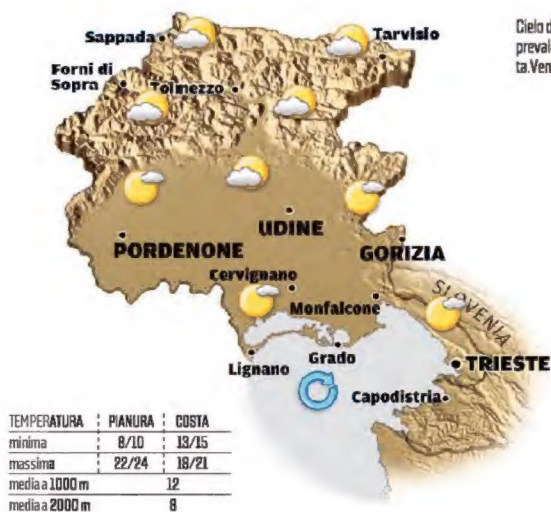 Sappada
Tarvisio
Cielo d
preval
ta. Ven
Forni di
Sopra
Tolmezzo
UDINE
PORDENONE
GORIZIA
Cervignano
Monfalcone
SLOVENIA
Lignano
Grado
TRIESTE
Capodistria
TEMPERATURA PIANURA COSTA
minima 8/10 13/15
massima 22/24 18/21
media a 1000 m 12
media a 2000 m 8